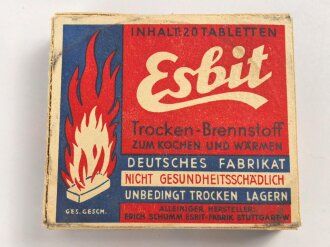 INHALT: 20 TABLETTEN
Esbit
Trocken-Brennstoff
ZUM KOCHEN UND WÄRMEN
DEUTSCHES FABRIKAT
NICHT GESUNDHEITSSCHÄDLICH
UNBEDINGT TROCKEN LAGERN
GES. GESCH.
ALLEINIGER HERSTELLER:
ERICH SCHUMM ESBIT-FABRIK STUTTGART-W